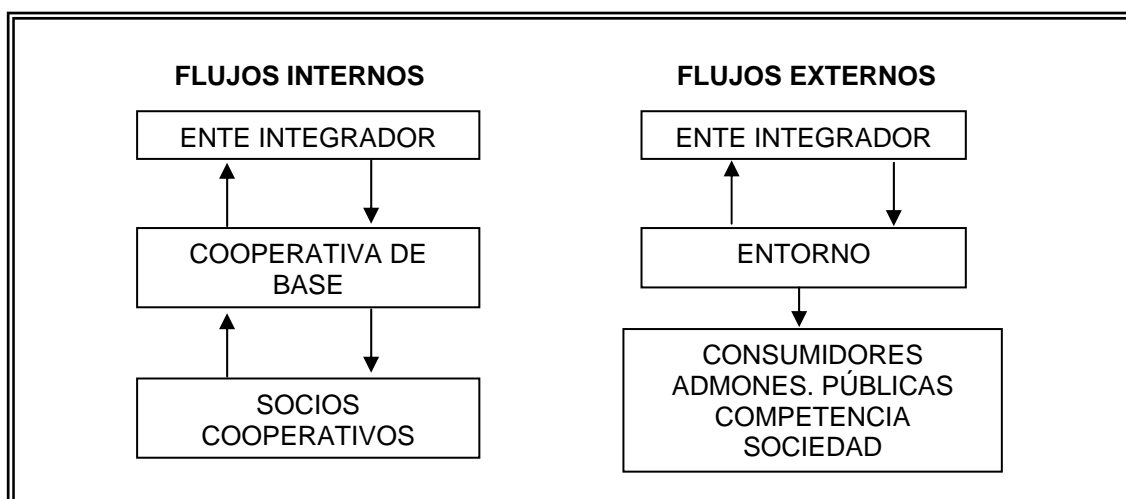 FLUJOS INTERNOS
ENTE INTEGRADOR
COOPERATIVA DE
BASE
SOCIOS
COOPERATIVOS
FLUJOS EXTERNOS
ENTE INTEGRADOR
ENTORNO
CONSUMIDORES
ADMONES. PÚBLICAS
COMPETENCIA
SOCIEDAD